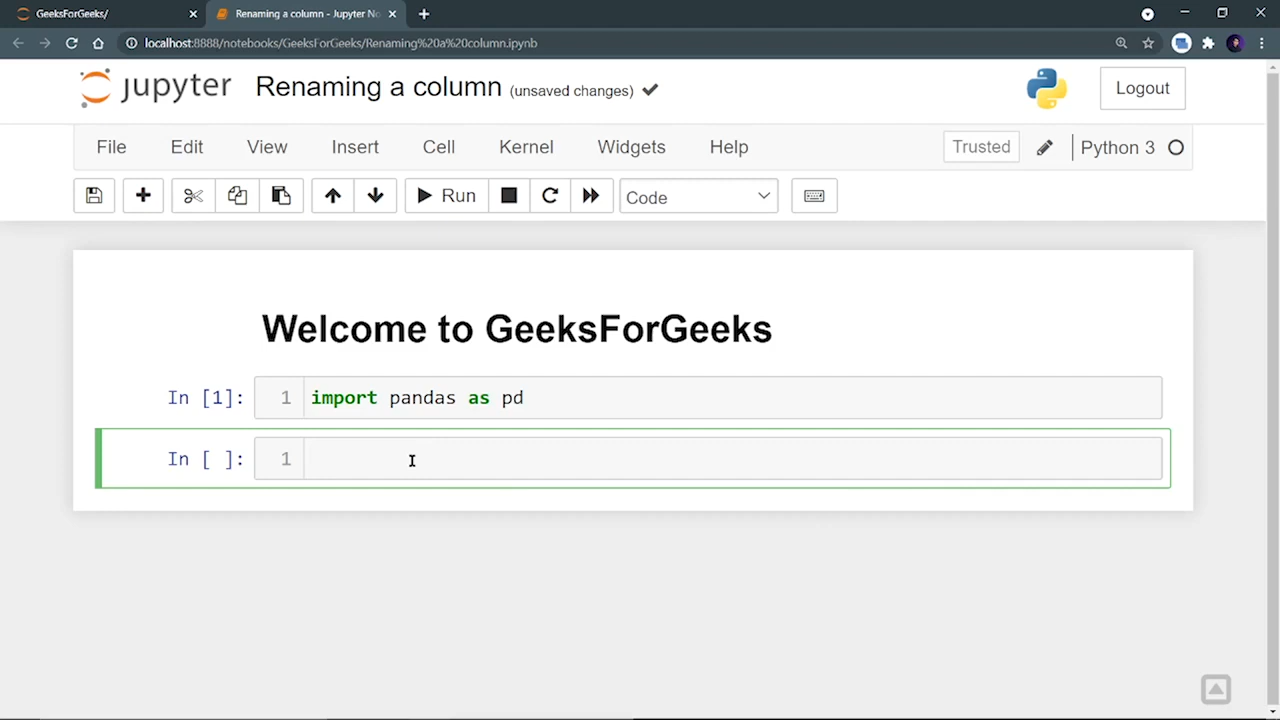 GeeksForGeeks/
Renaming a column - Jupyter No
localhost:8888/notebooks/GeeksForGeeks/Renaming%20a%20column.ipynb
jupyter Renaming a column (unsaved changes)
Logout
File Edit View Insert Cell Kernel Widgets Help Trusted Python 3
Run Code
Welcome to GeeksForGeeks
In [1]: 1 import pandas as pd
In [ ]: 1